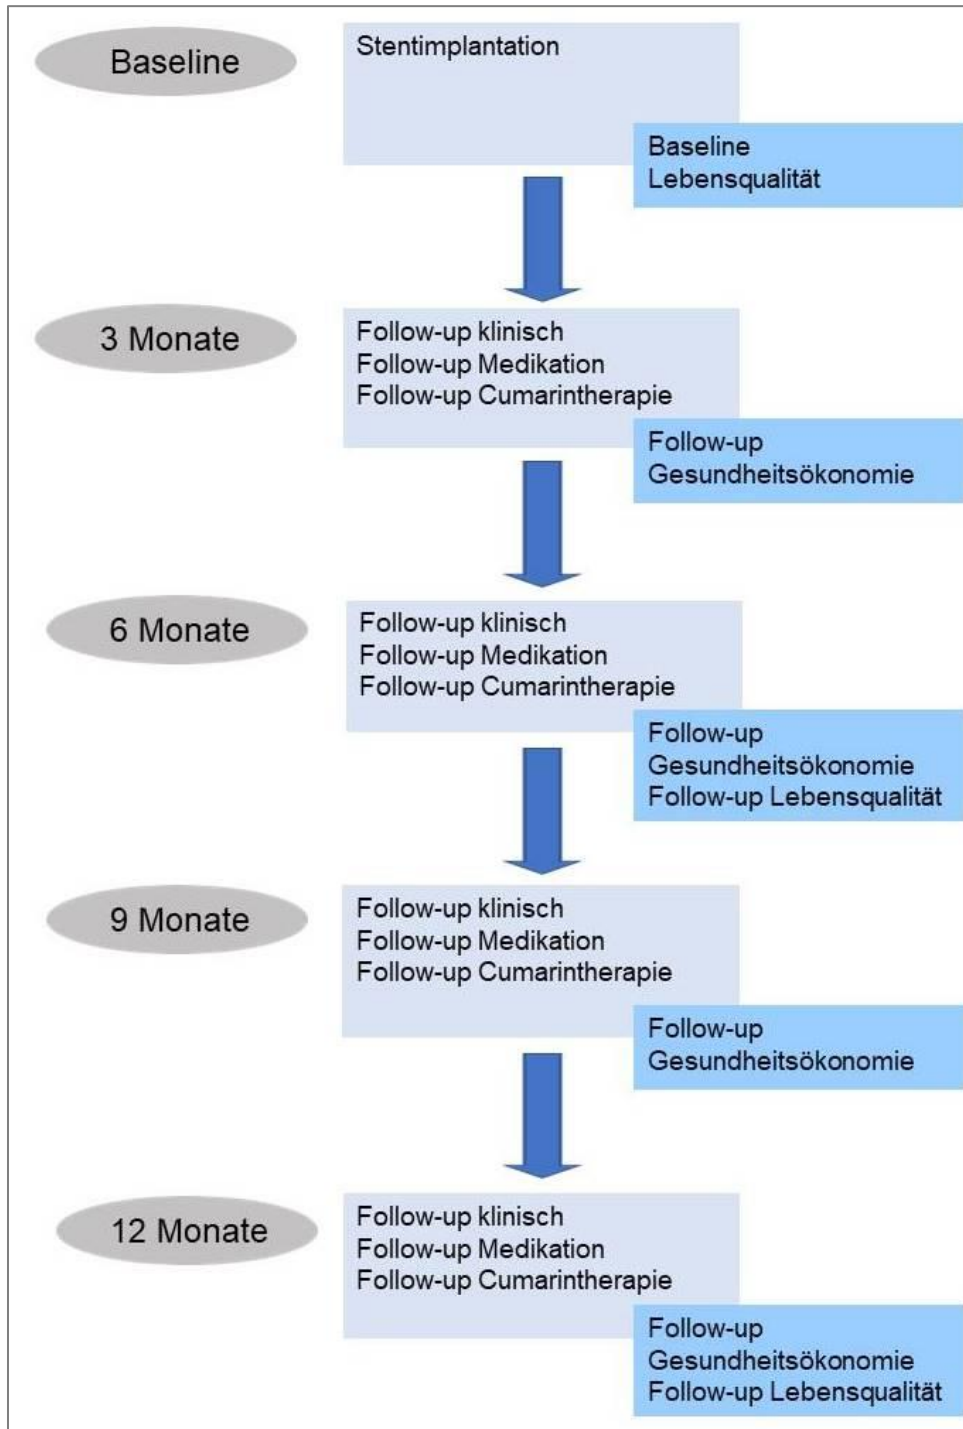 Baseline
Stentimplantation
Baseline
Lebensqualität
3 Monate
Follow-up klinisch
Follow-up Medikation
Follow-up Cumarintherapie
Follow-up
Gesundheitsökonomie
6 Monate
Follow-up klinisch
Follow-up Medikation
Follow-up Cumarintherapie
Follow-up
Gesundheitsökonomie
Follow-up Lebensqualität
9 Monate
Follow-up klinisch
Follow-up Medikation
Follow-up Cumarintherapie
Follow-up
Gesundheitsökonomie
12 Monate
Follow-up klinisch
Follow-up Medikation
Follow-up Cumarintherapie
Follow-up
Gesundheitsökonomie
Follow-up Lebensqualität